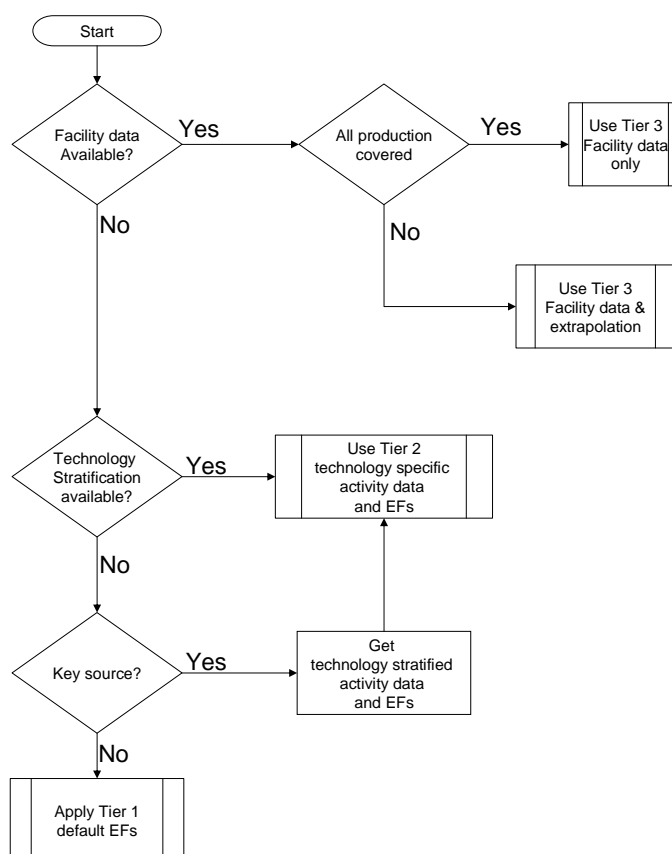 Start
Facility data
Available?
Yes
All production
covered
Yes
Use Tier 3
Facility data
only
No
No
Use Tier 3
Facility data &
extrapolation
Technology
Stratification
available?
Yes
Use Tier 2
technology specific
activity data
and EFs
No
Key source?
Yes
Get
technology stratified
activity data
and EFs
No
Apply Tier 1
default EFs